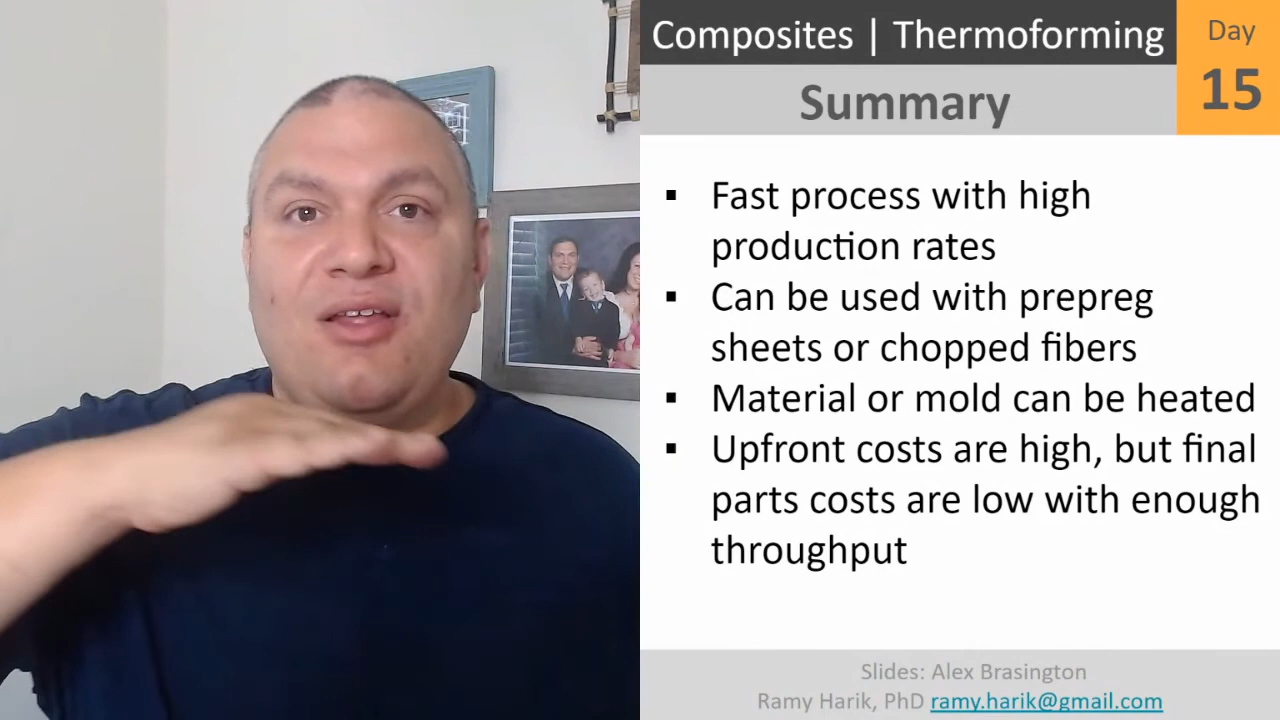 Composites | Thermoforming
Day
15
Summary
▪ Fast process with high
production rates
▪ Can be used with prepreg
sheets or chopped fibers
▪ Material or mold can be heated
▪ Upfront costs are high, but final
parts costs are low with enough
throughput
Slides: Alex Brasington
Ramy Harik, PhD ramy.harik@gmail.com